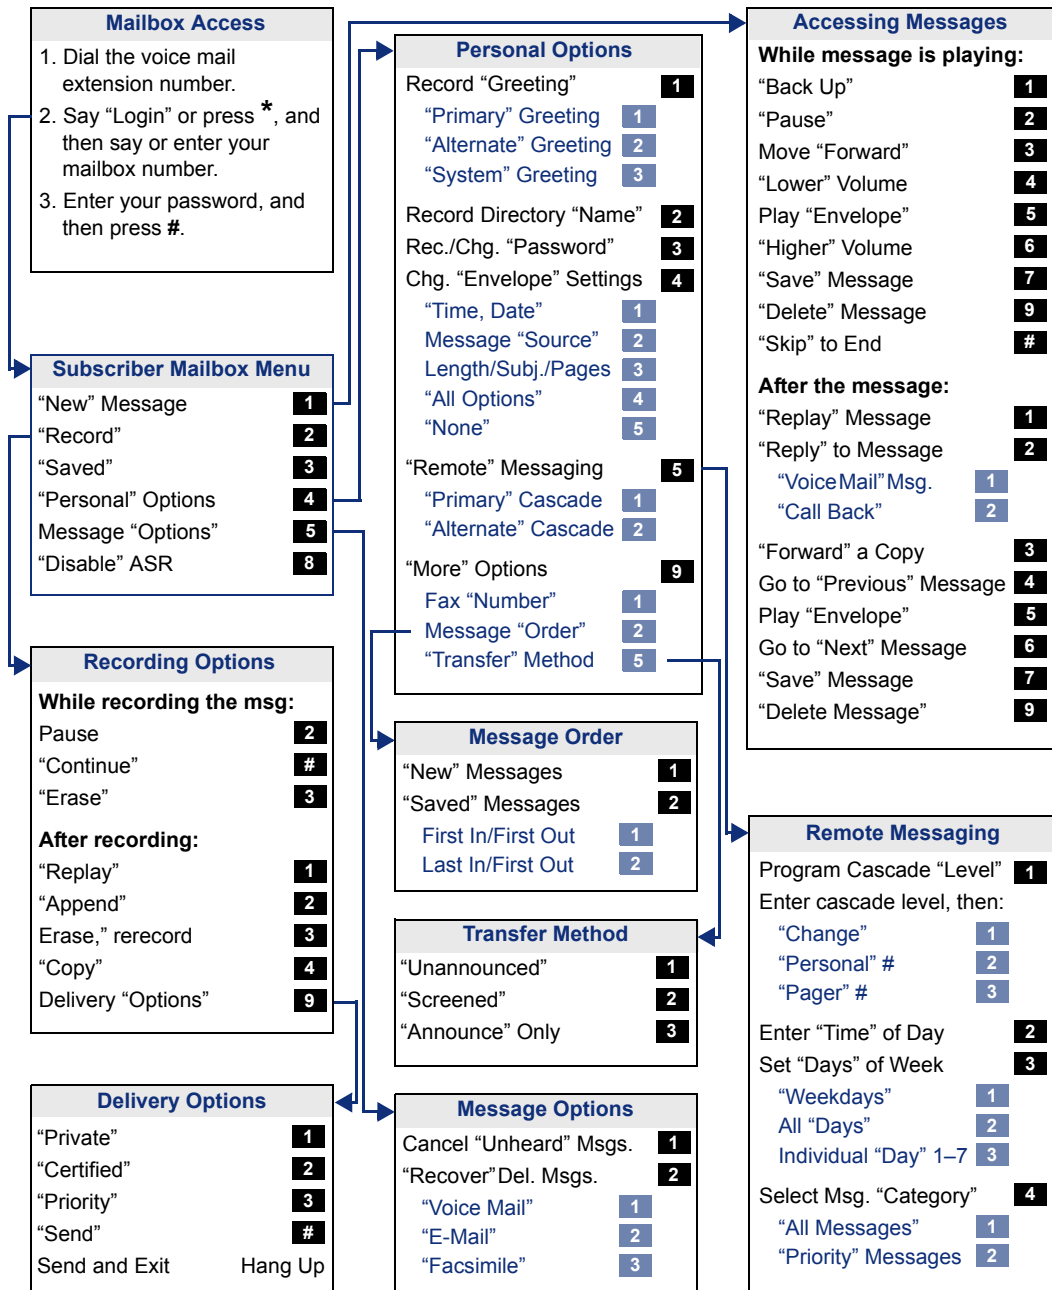 Mailbox Access
1. Dial the voice mail
extension number.
2. Say “Login” or press *, and
then say or enter your
mailbox number.
3. Enter your password, and
then press #.
Subscriber Mailbox Menu
“New” Message 1
“Record” 2
“Saved” 3
“Personal” Options 4
Message “Options” 5
“Disable” ASR 8
Recording Options
While recording the msg:
Pause 2
“Continue” #
“Erase” 3
After recording:
“Replay” 1
“Append” 2
Erase,” rerecord 3
“Copy” 4
Delivery “Options” 9
Delivery Options
“Private” 1
“Certified” 2
“Priority” 3
“Send” #
Send and Exit Hang Up
Personal Options
Record “Greeting” 1
“Primary” Greeting 1
“Alternate” Greeting 2
“System” Greeting 3
Record Directory “Name” 2
Rec./Chg. “Password” 3
Chg. “Envelope” Settings 4
“Time, Date” 1
Message “Source” 2
Length/Subj./Pages 3
“All Options” 4
“None” 5
“Remote” Messaging 5
“Primary” Cascade 1
“Alternate” Cascade 2
“More” Options 9
Fax “Number” 1
Message “Order” 2
“Transfer” Method 5
Message Order
“New” Messages 1
“Saved” Messages 2
First In/First Out 1
Last In/First Out 2
Transfer Method
“Unannounced” 1
“Screened” 2
“Announce” Only 3
Message Options
Cancel “Unheard” Msgs. 1
“Recover” Del. Msgs. 2
“Voice Mail” 1
“E-Mail” 2
“Facsimile” 3
Accessing Messages
While message is playing:
“Back Up” 1
“Pause” 2
Move “Forward” 3
“Lower” Volume 4
Play “Envelope” 5
“Higher” Volume 6
“Save” Message 7
“Delete” Message 9
“Skip” to End #
After the message:
“Replay” Message 1
“Reply” to Message 2
“Voice Mail” Msg. 1
“Call Back” 2
“Forward” a Copy 3
Go to “Previous” Message 4
Play “Envelope” 5
Go to “Next” Message 6
“Save” Message 7
“Delete Message” 9
Remote Messaging
Program Cascade “Level” 1
Enter cascade level, then:
“Change” 1
“Personal” # 2
“Pager” # 3
Enter “Time” of Day 2
Set “Days” of Week 3
“Weekdays” 1
All “Days” 2
Individual “Day” 1–7 3
Select Msg. “Category” 4
“All Messages” 1
“Priority” Messages 2